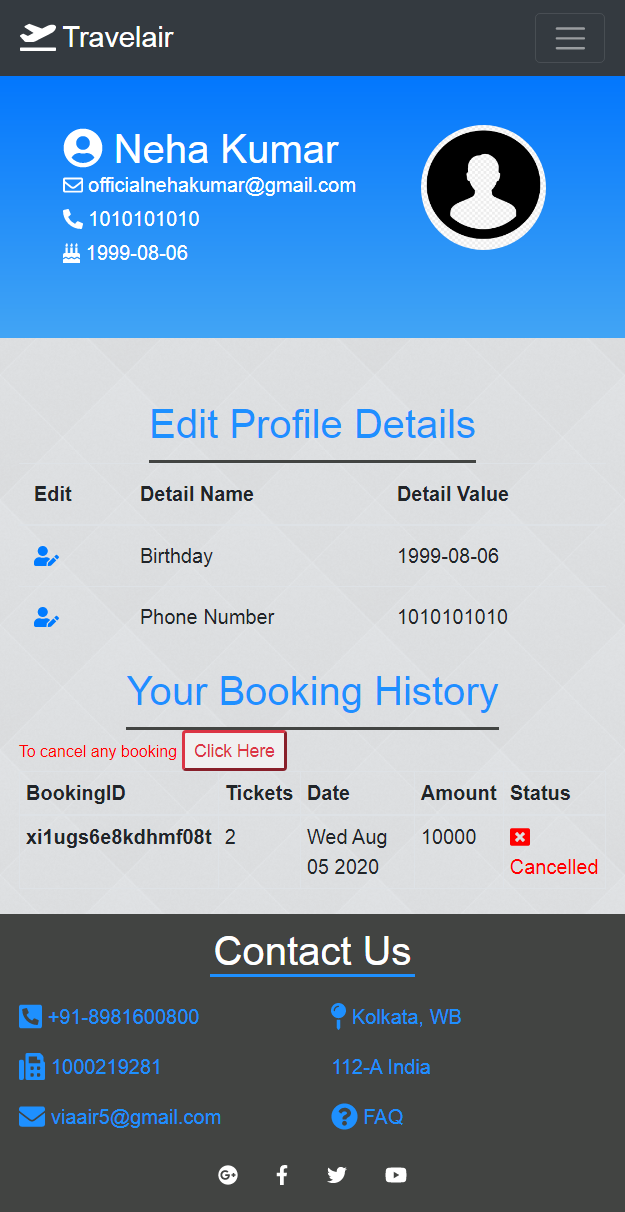 Travelair
Neha Kumar
officialnehakumar@gmail.com
1010101010
1999-08-06
Edit Profile Details
Edit Detail Name Detail Value
Birthday 1999-08-06
Phone Number 1010101010
Your Booking History
To cancel any booking Click Here
BookingID Tickets Date Amount Status
xi1ugs6e8kdhmf08t 2 Wed Aug 10000
05 2020 Cancelled
Contact Us
+91-8981600800 Kolkata, WB
1000219281 112-A India
viaair5@gmail.com FAQ